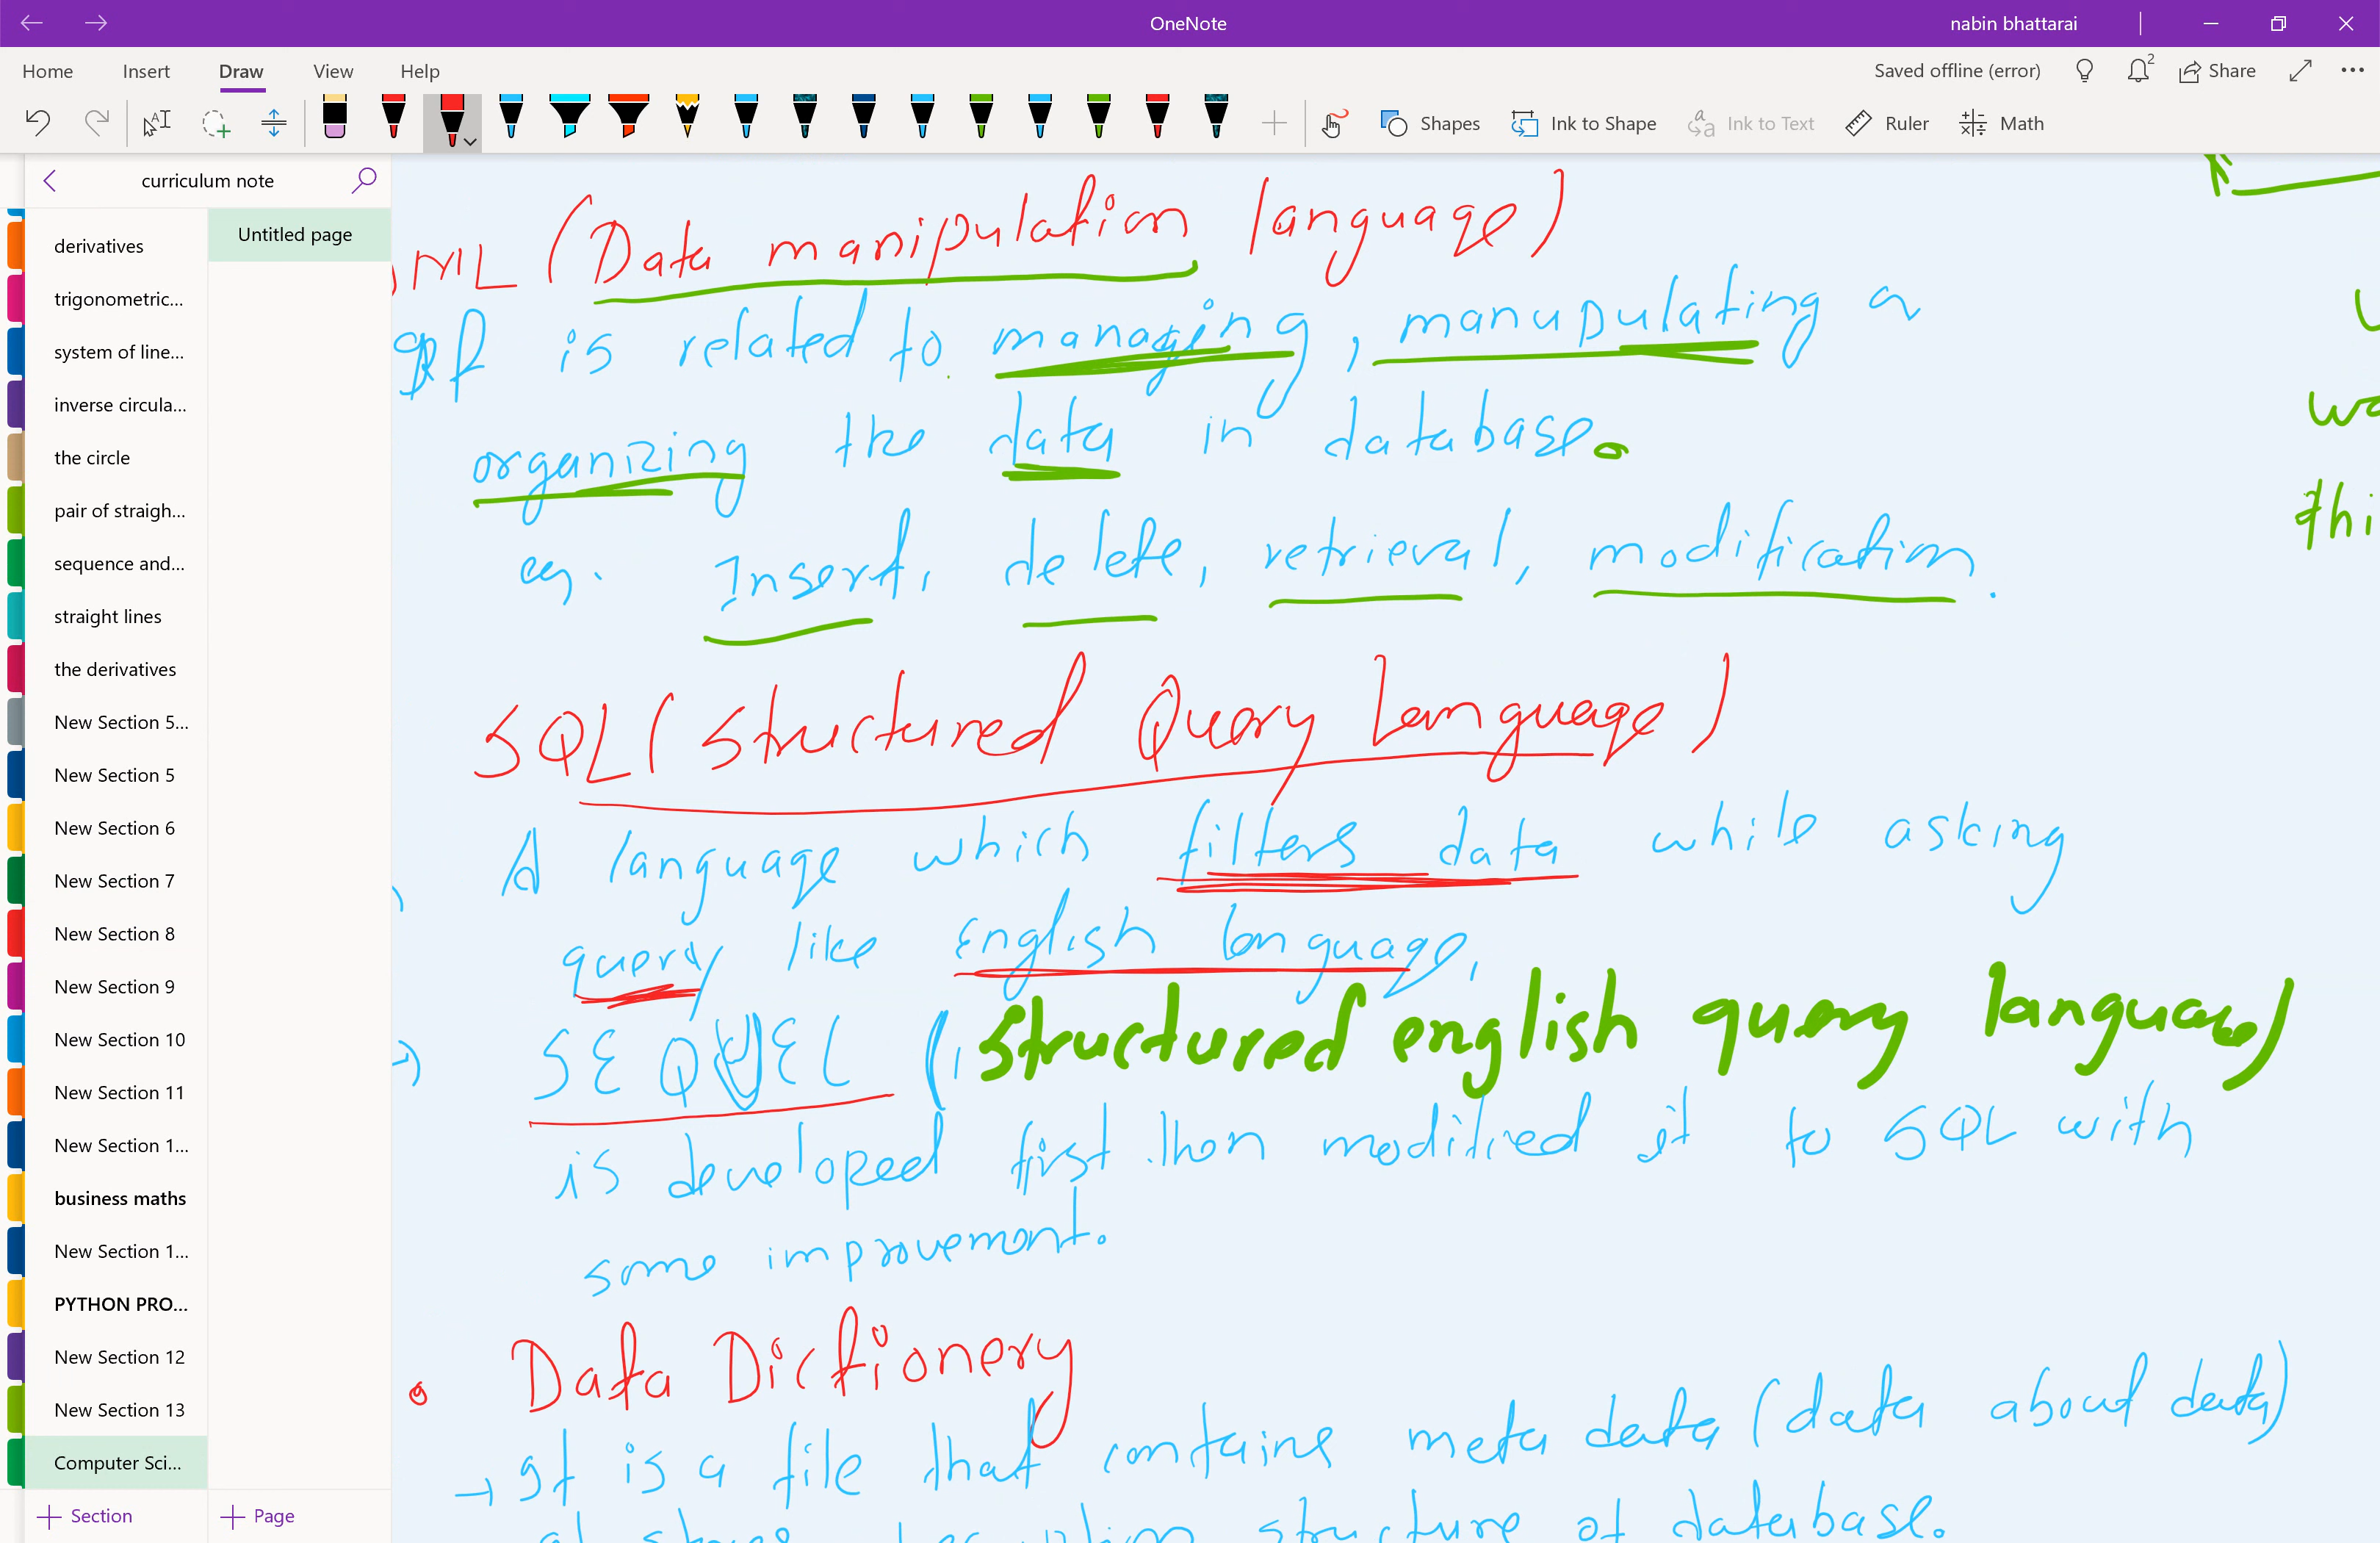 OneNote
nabin bhattarai
Home Insert Draw View Help
Saved offline (error)
2
Share
Shapes
Ink to Shape
Ink to Text
Ruler
Math
curriculum note
derivatives
trigonometric...
system of line...
inverse circula...
the circle
pair of straigh...
sequence and...
straight lines
the derivatives
New Section 5...
New Section 5
New Section 6
New Section 7
New Section 8
New Section 9
New Section 10
New Section 11
New Section 1...
business maths
New Section 1...
PYTHON PRO...
New Section 12
New Section 13
Computer Sci...
Section
Untitled page
Page
ML (Data manipulation language)
It is related to managing, manupulating a
organizing the data in database.
eg. Insert, delete, retrieval, modification.
SQL (Structured Query Language)
A language which filters data while asking
query like English language.
→ SEQUEL (structured english query language)
is developed first then modified it to SQL with
some improvement.
Data Dictionery
→ It is a file that contains meta data (data about data)
structure of database.